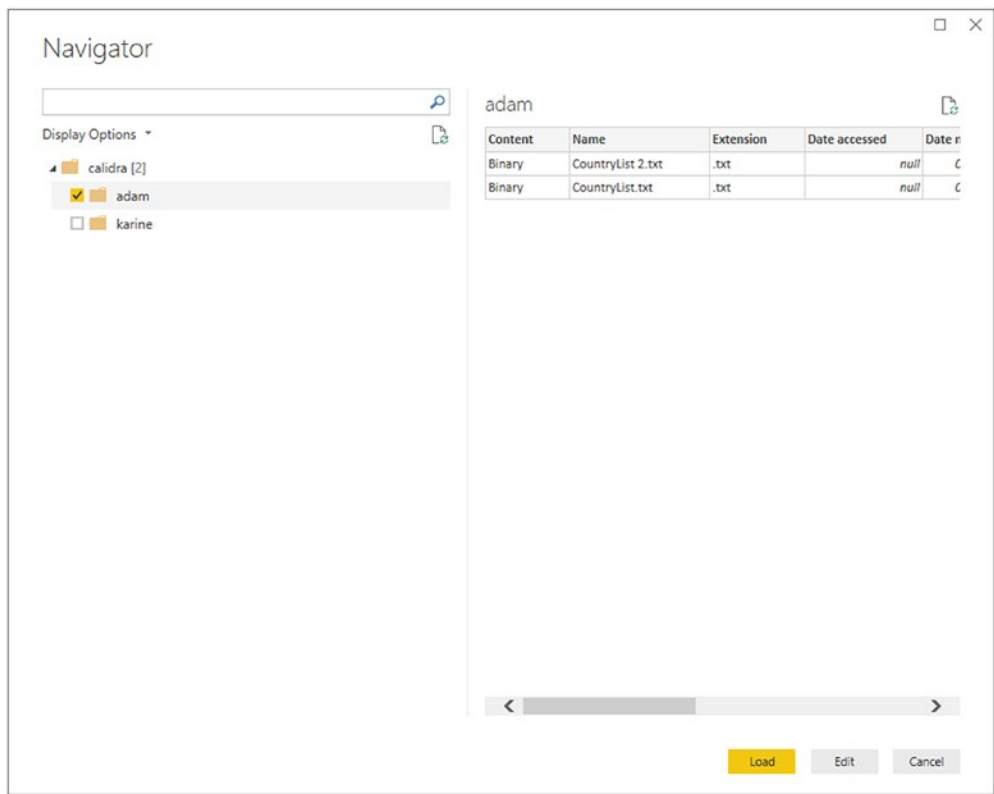 Navigator
Display Options
calidra [2]
adam
karine
adam
Content Name Extension Date accessed Date
Binary CountryList 2.txt .txt null
Binary CountryList.txt .txt null
Load Edit Cancel